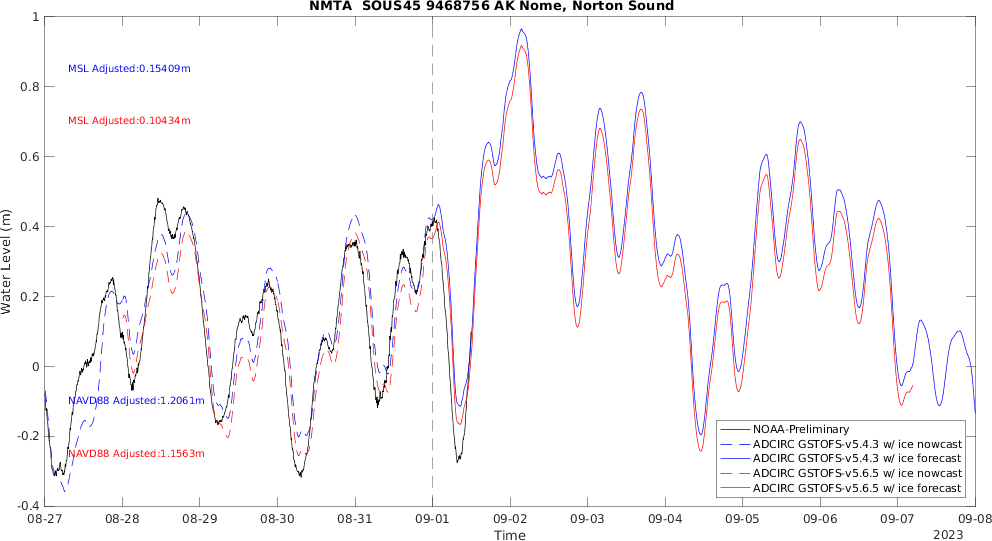 NMTA  SOUS45 9468756 AK Nome, Norton Sound
MSL Adjusted:0.15409m
MSL Adjusted:0.10434m
NAVD88 Adjusted:1.2061m
NAVD88 Adjusted:1.1563m
Water Level (m)
1
0.8
0.6
0.4
0.2
0
-0.2
-0.4
NOAA-Preliminary
ADCIRC GSTOFS-v5.4.3 w/ ice nowcast
ADCIRC GSTOFS-v5.4.3 w/ ice forecast
ADCIRC GSTOFS-v5.6.5 w/ ice nowcast
ADCIRC GSTOFS-v5.6.5 w/ ice forecast
08-27 08-28 08-29 08-30 08-31 09-01 09-02 09-03 09-04 09-05 09-06 09-07 09-08
Time
2023